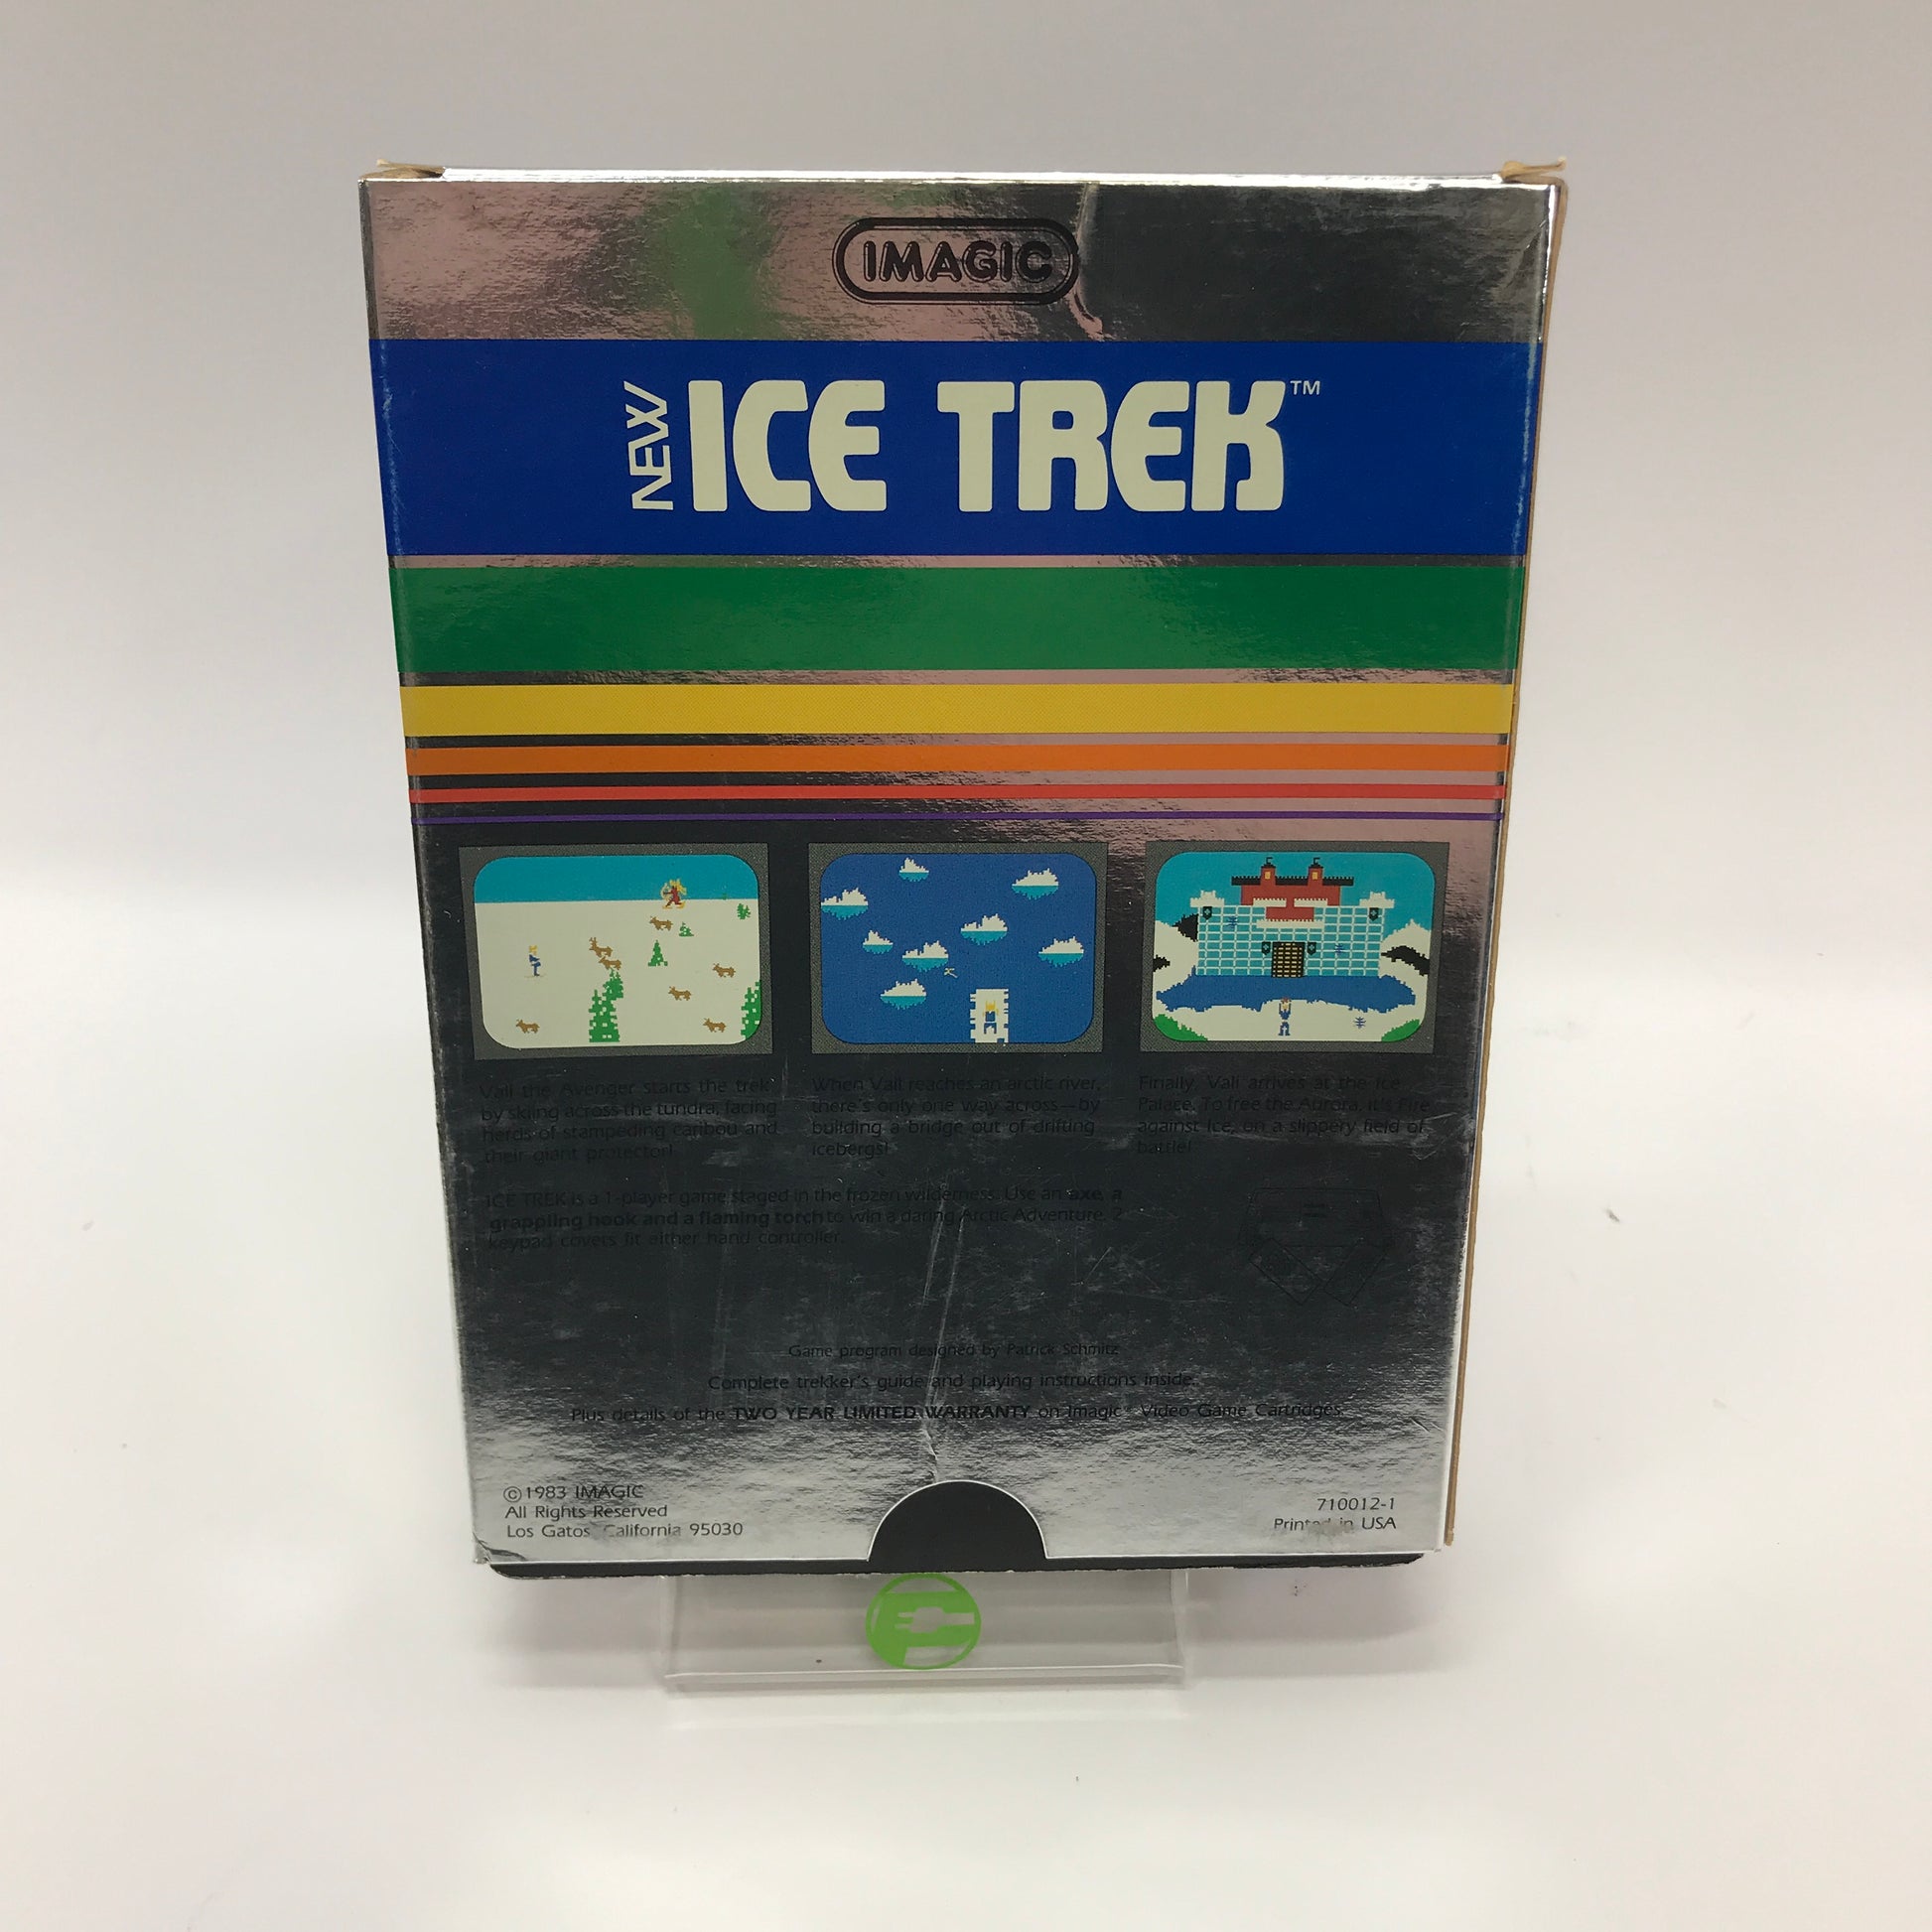 IMAGIC
NEW ICE TREK™
Vali the Avenger starts the trek
by skiing across the tundra, facing
herds of stampeding caribou and
their giant protector!
When Vali reaches an arctic river,
there's only one way across—by
building a bridge out of drifting
icebergs!
Finally, Vali arrives at the Ice
Palace. To free the Aurora, it's Fire
against Ice, on a slippery field of
battle!
ICE TREK is a 1-player game staged in the frozen wilderness. Use an axe, a
grappling hook and a flaming torch to win a daring Arctic Adventure. 2
keypad covers fit either hand controller.
Game program designed by Patrick Schmitz
Complete trekker's guide and playing instructions inside.
Plus details of the TWO YEAR LIMITED WARRANTY on Imagic® Video Game Cartridges.
©1983 IMAGIC
All Rights Reserved
Los Gatos, California 95030
710012-1
Printed in USA